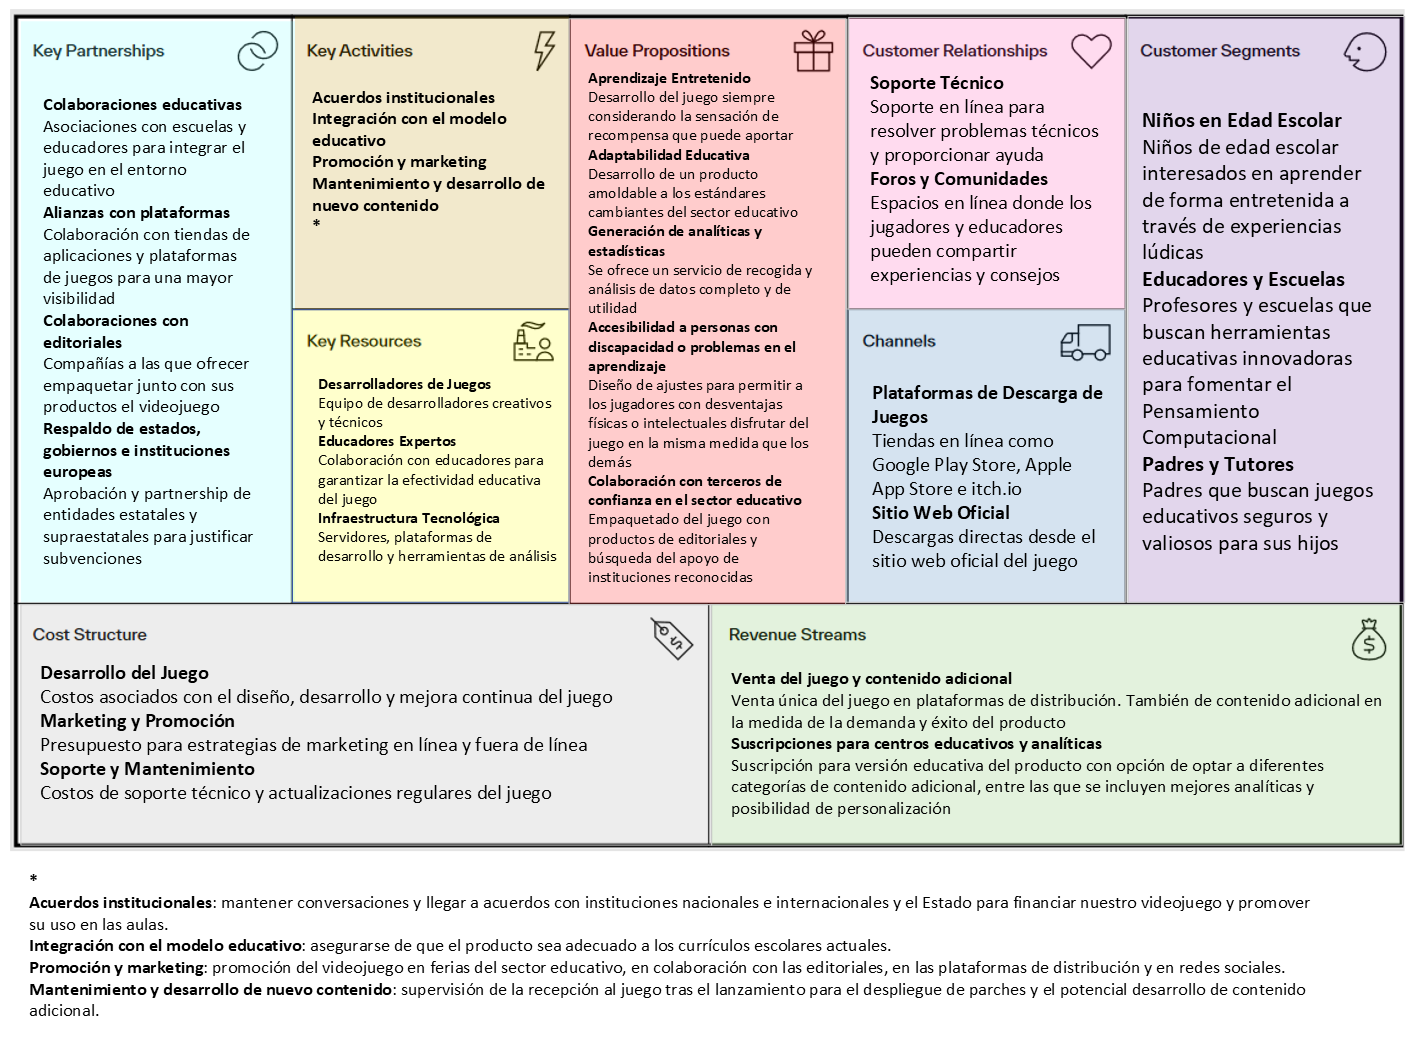 Key Partnerships
Colaboraciones educativas
Asociaciones con escuelas y
educadores para integrar el
juego en el entorno
educativo
Alianzas con plataformas
Colaboración con tiendas de
aplicaciones y plataformas
de juegos para una mayor
visibilidad
Colaboraciones con
editoriales
Compañías a las que ofrecer
empaquetar junto con sus
productos el videojuego
Respaldo de estados,
gobiernos e instituciones
europeas
Aprobación y partnership de
entidades estatales y
supraestatales para justificar
subvenciones
Key Activities
Acuerdos institucionales
Integración con el modelo
educativo
Promoción y marketing
Mantenimiento y desarrollo de
nuevo contenido
*
Key Resources
Desarrolladores de Juegos
Equipo de desarrolladores creativos
y técnicos
Educadores Expertos
Colaboración con educadores para
garantizar la efectividad educativa
del juego
Infraestructura Tecnológica
Servidores, plataformas de
desarrollo y herramientas de análisis
Value Propositions
Aprendizaje Entretenido
Desarrollo del juego siempre
considerando la sensación de
recompensa que puede aportar
Adaptabilidad Educativa
Desarrollo de un producto
amoldable a los estándares
cambiantes del sector educativo
Generación de analíticas y
estadísticas
Se ofrece un servicio de recogida y
análisis de datos completo y de
utilidad
Accesibilidad a personas con
discapacidad o problemas en el
aprendizaje
Diseño de ajustes para permitir a
los jugadores con desventajas
físicas o intelectuales disfrutar del
juego en la misma medida que los
demás
Colaboración con terceros de
confianza en el sector educativo
Empaquetado del juego con
productos de editoriales y
búsqueda del apoyo de
instituciones reconocidas
Customer Relationships
Soporte Técnico
Soporte en línea para
resolver problemas técnicos
y proporcionar ayuda
Foros y Comunidades
Espacios en línea donde los
jugadores y educadores
pueden compartir
experiencias y consejos
Channels
Plataformas de Descarga de
Juegos
Tiendas en línea como
Google Play Store, Apple
App Store e itch.io
Sitio Web Oficial
Descargas directas desde el
sitio web oficial del juego
Customer Segments
Niños en Edad Escolar
Niños de edad escolar
interesados en aprender
de forma entretenida a
través de experiencias
lúdicas
Educadores y Escuelas
Profesores y escuelas que
buscan herramientas
educativas innovadoras
para fomentar el
Pensamiento
Computacional
Padres y Tutores
Padres que buscan juegos
educativos seguros y
valiosos para sus hijos
Cost Structure
Desarrollo del Juego
Costos asociados con el diseño, desarrollo y mejora continua del juego
Marketing y Promoción
Presupuesto para estrategias de marketing en línea y fuera de línea
Soporte y Mantenimiento
Costos de soporte técnico y actualizaciones regulares del juego
Revenue Streams
Venta del juego y contenido adicional
Venta única del juego en plataformas de distribución. También de contenido adicional en
la medida de la demanda y éxito del producto
Suscripciones para centros educativos y analíticas
Suscripción para versión educativa del producto con opción de optar a diferentes
categorías de contenido adicional, entre las que se incluyen mejores analíticas y
posibilidad de personalización
*
Acuerdos institucionales: mantener conversaciones y llegar a acuerdos con instituciones nacionales e internacionales y el Estado para financiar nuestro videojuego y promover
su uso en las aulas.
Integración con el modelo educativo: asegurarse de que el producto sea adecuado a los currículos escolares actuales.
Promoción y marketing: promoción del videojuego en ferias del sector educativo, en colaboración con las editoriales, en las plataformas de distribución y en redes sociales.
Mantenimiento y desarrollo de nuevo contenido: supervisión de la recepción al juego tras el lanzamiento para el despliegue de parches y el potencial desarrollo de contenido
adicional.